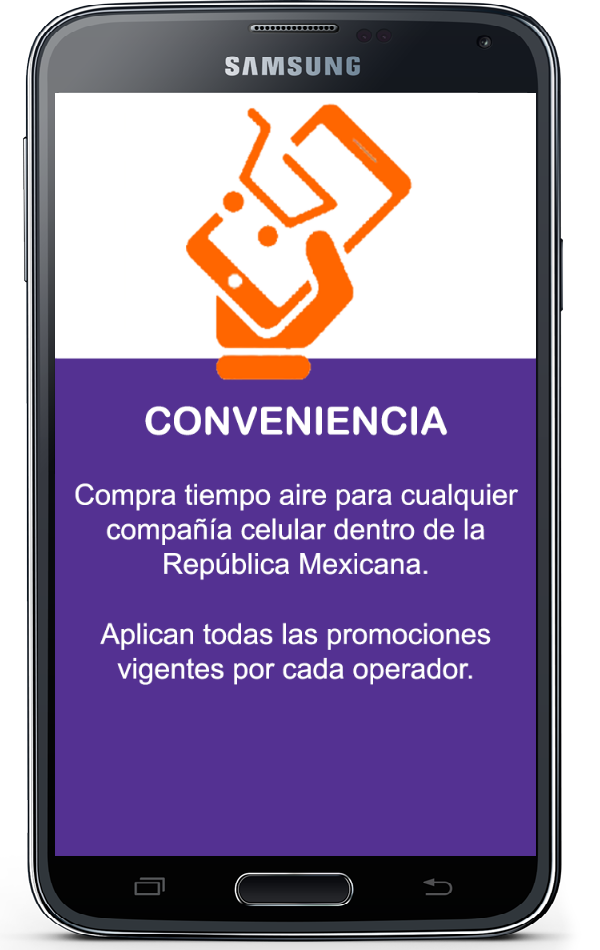 SAMSUNG
CONVENIENCIA
Compra tiempo aire para cualquier
compañía celular dentro de la
República Mexicana.
Aplican todas las promociones
vigentes por cada operador.